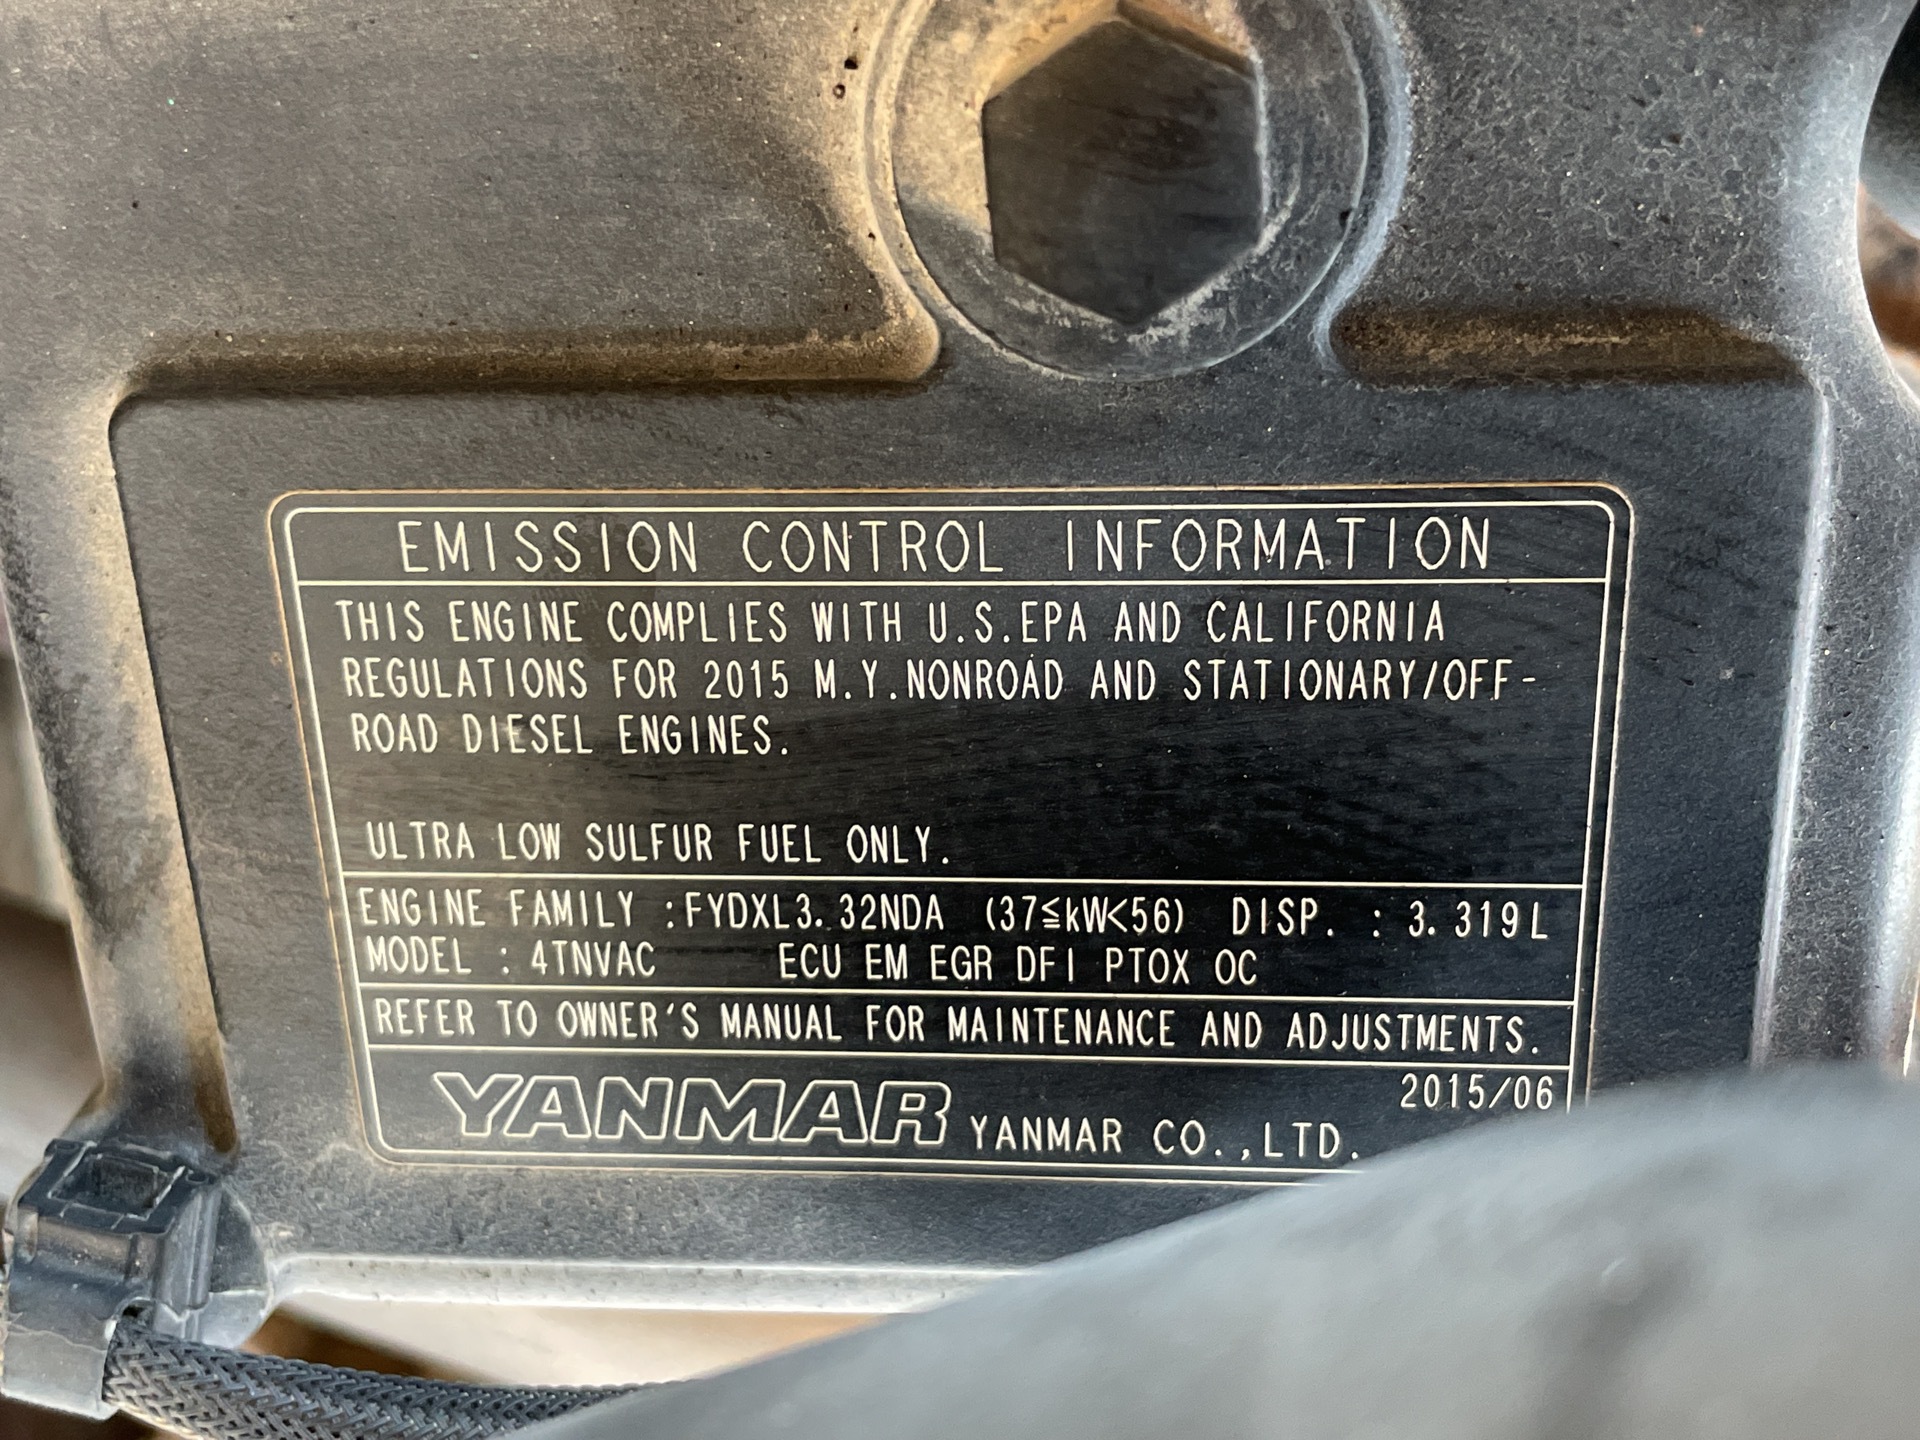 EMISSION CONTROL INFORMATION
THIS ENGINE COMPLIES WITH U.S.EPA AND CALIFORNIA
REGULATIONS FOR 2015 M.Y.NONROAD AND STATIONARY/OFF-
ROAD DIESEL ENGINES.
ULTRA LOW SULFUR FUEL ONLY.
ENGINE FAMILY :FYDXL3.32NDA (37≦kW<56) DISP. : 3.319L
MODEL : 4TNVAC ECU EM EGR DFI PTOX OC
REFER TO OWNER'S MANUAL FOR MAINTENANCE AND ADJUSTMENTS.
2015/06
YANMAR YANMAR CO.,LTD.